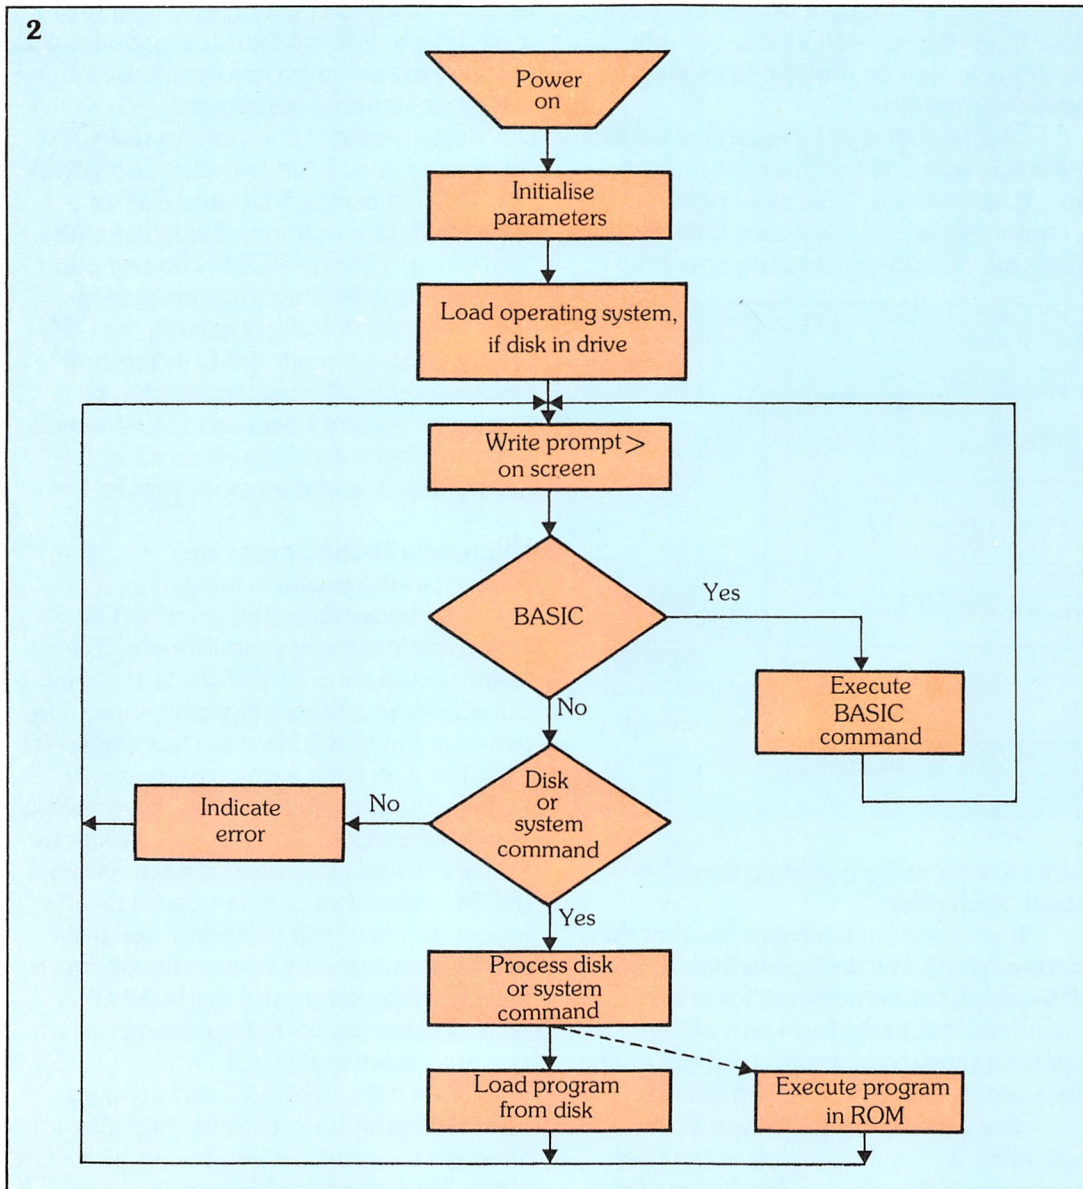 2
Power
on
Initialise
parameters
Load operating system,
if disk in drive
Write prompt >
on screen
BASIC
Yes
Execute
BASIC
command
No
Disk
or
system
command
No
Indicate
error
Yes
Process disk
or system
command
Load program
from disk
Execute program
in ROM